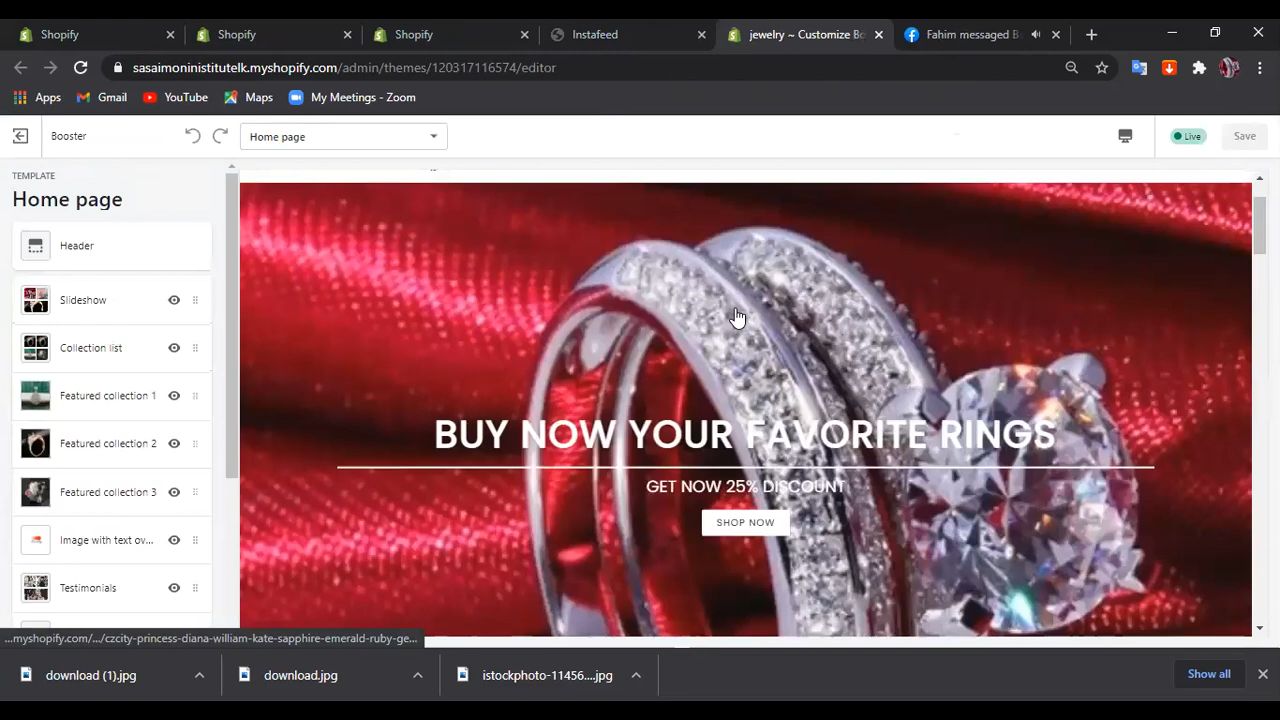 Shopify
Shopify
Shopify
Instafeed
jewelry ~ Customize Bo
Fahim messaged B
sasaimoninistitutelk.myshopify.com/admin/themes/120317116574/editor
Apps
Gmail
YouTube
Maps
My Meetings - Zoom
Booster
Home page
Live
Save
TEMPLATE
Home page
Header
Slideshow
Collection list
Featured collection 1
Featured collection 2
Featured collection 3
Image with text ov...
Testimonials
BUY NOW YOUR FAVORITE RINGS
GET NOW 25% DISCOUNT
SHOP NOW
...myshopify.com/.../czcity-princess-diana-william-kate-sapphire-emerald-ruby-ge...
download (1).jpg
download.jpg
istockphoto-11456....jpg
Show all